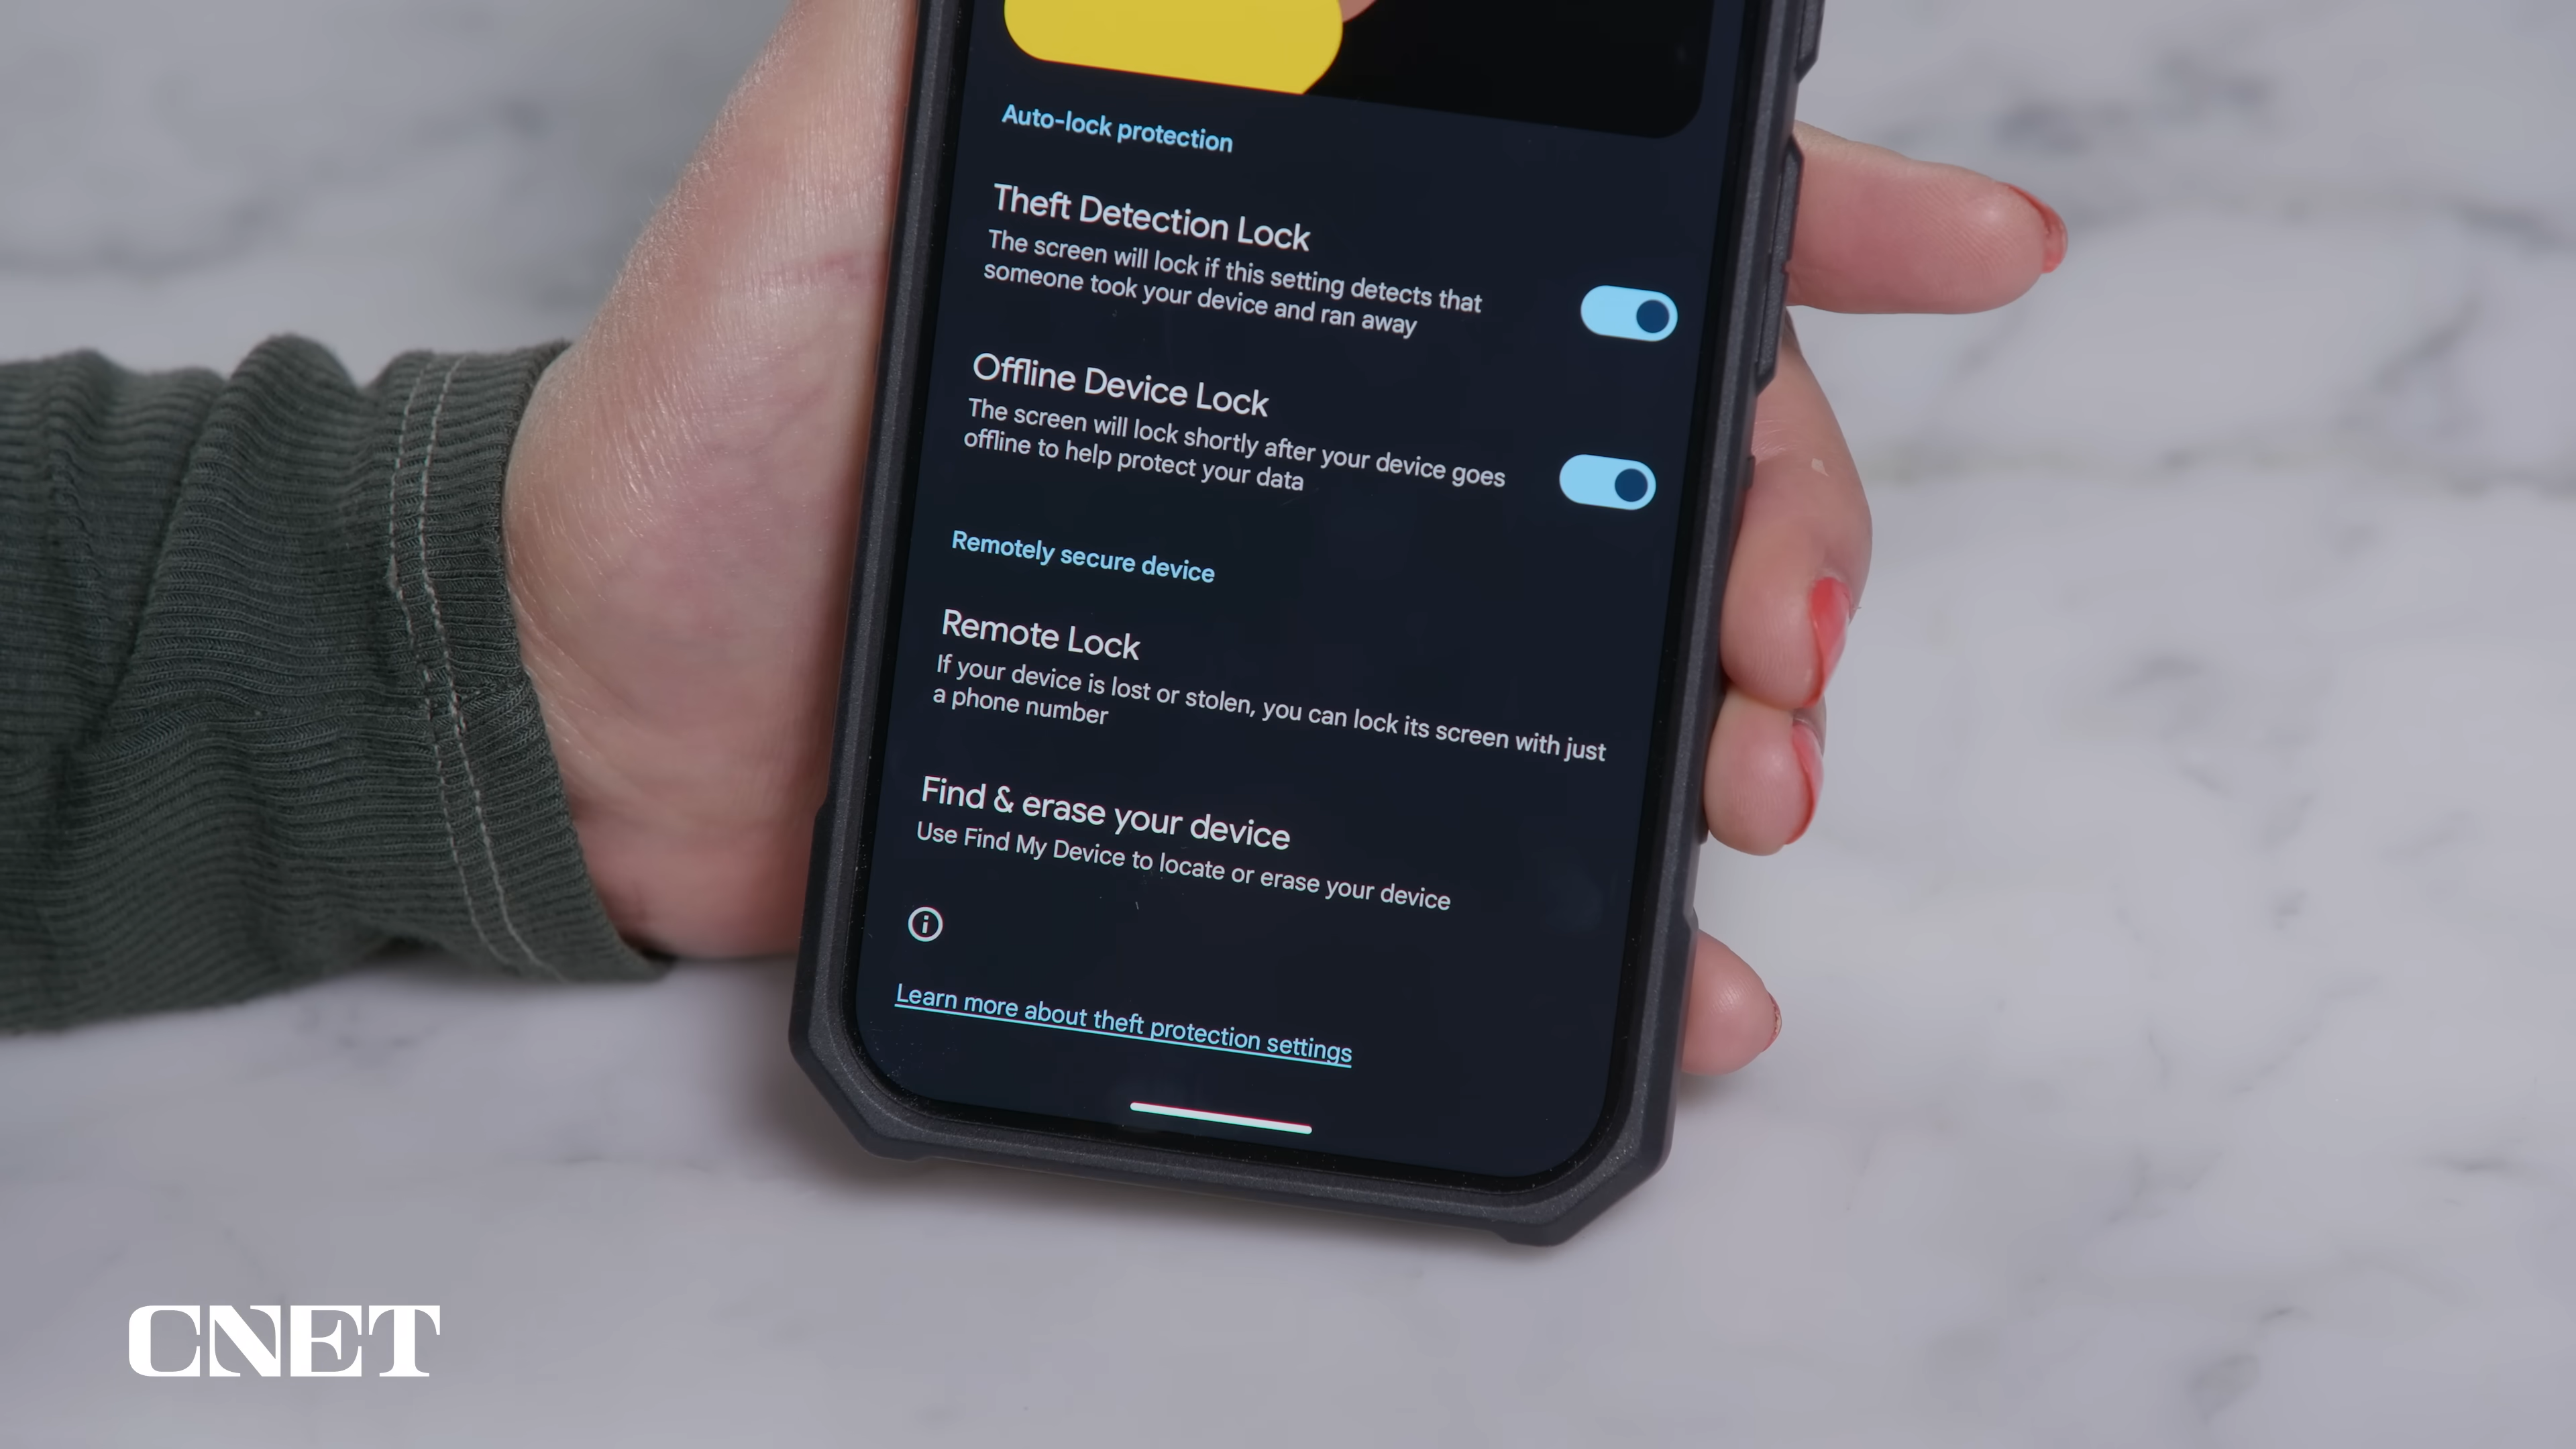 Auto-lock protection
Theft Detection Lock
The screen will lock if this setting detects that
someone took your device and ran away
Offline Device Lock
The screen will lock shortly after your device goes
offline to help protect your data
Remotely secure device
Remote Lock
If your device is lost or stolen, you can lock its screen with just
a phone number
Find & erase your device
Use Find My Device to locate or erase your device
Learn more about theft protection settings
CNET